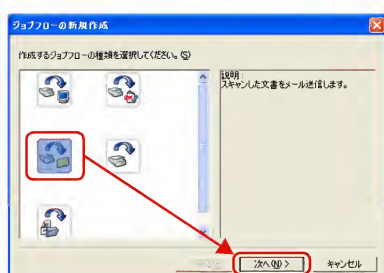 ジョブフローの新規作成
作成するジョブフローの種類を選択してください。(S)
説明:
スキャンした文書をメール送信します。
次へ(N) >
キャンセル